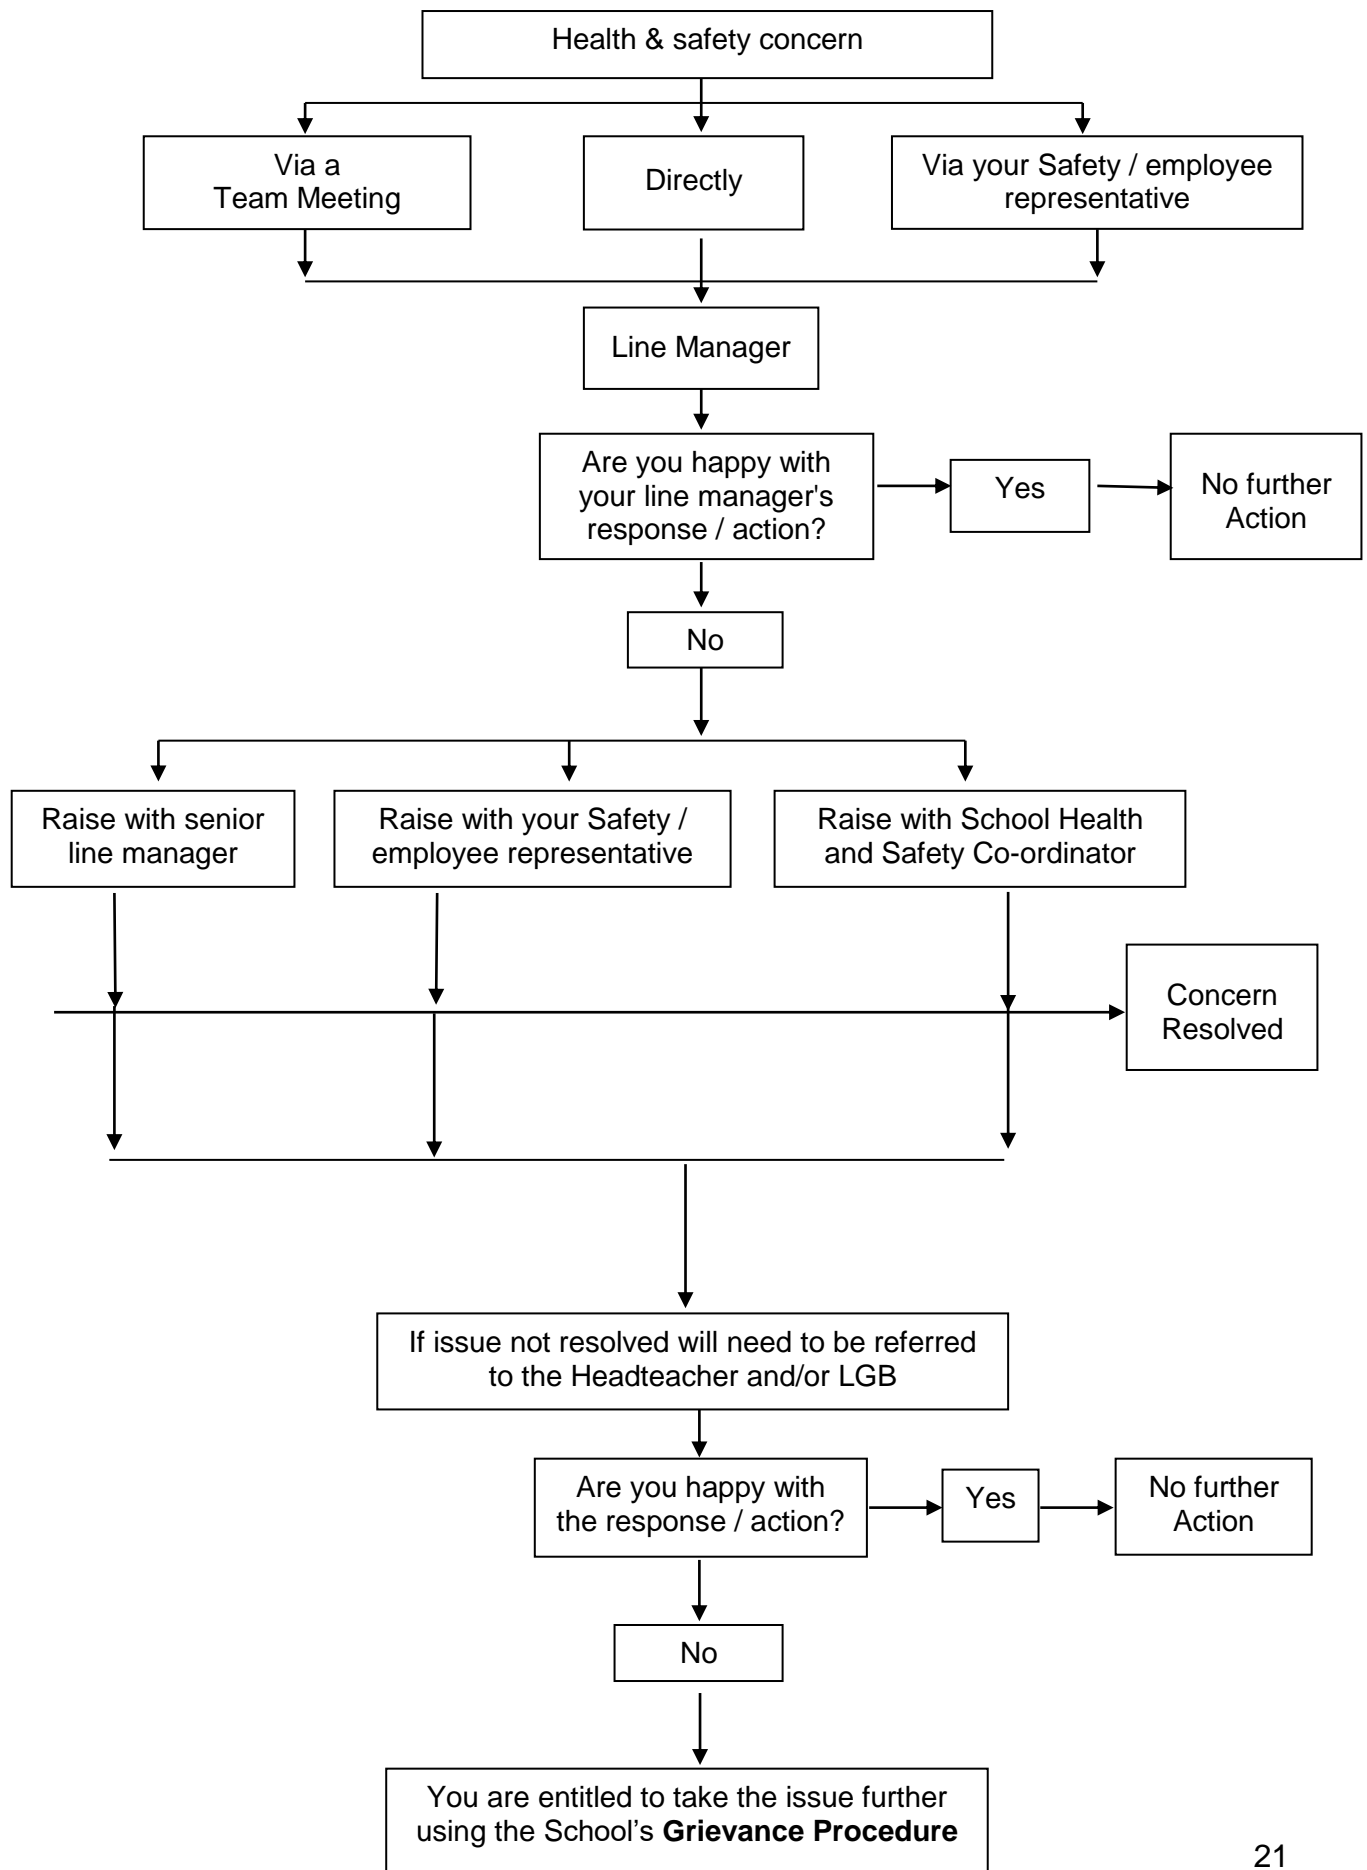 Health & safety concern
Via a
Team Meeting
Directly
Via your Safety / employee
representative
Line Manager
Are you happy with
your line manager's
response / action?
Yes
No further
Action
No
Raise with senior
line manager
Raise with your Safety /
employee representative
Raise with School Health
and Safety Co-ordinator
Concern
Resolved
If issue not resolved will need to be referred
to the Headteacher and/or LGB
Are you happy with
the response / action?
Yes
No further
Action
No
You are entitled to take the issue further
using the School’s Grievance Procedure
21